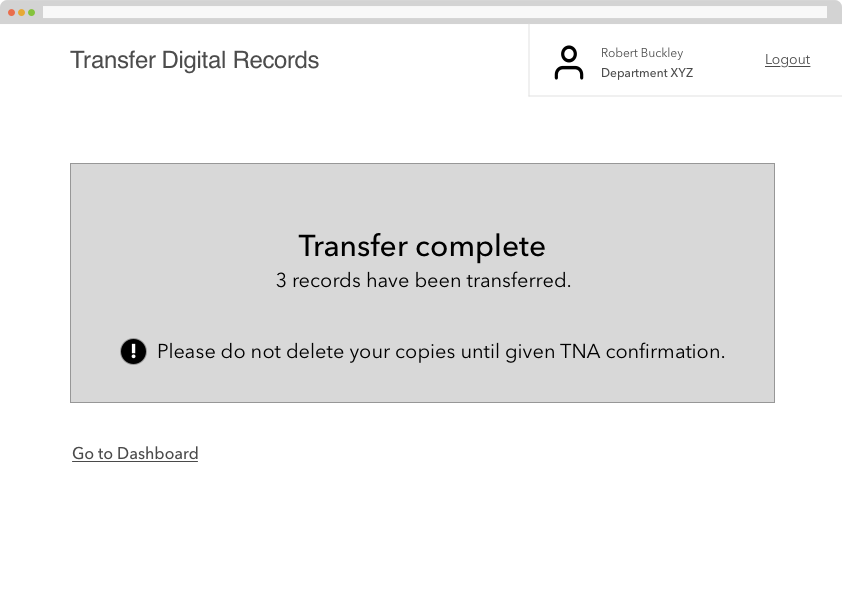 Transfer Digital Records
Robert Buckley
Department XYZ
Logout
Transfer complete
3 records have been transferred.
Please do not delete your copies until given TNA confirmation.
Go to Dashboard